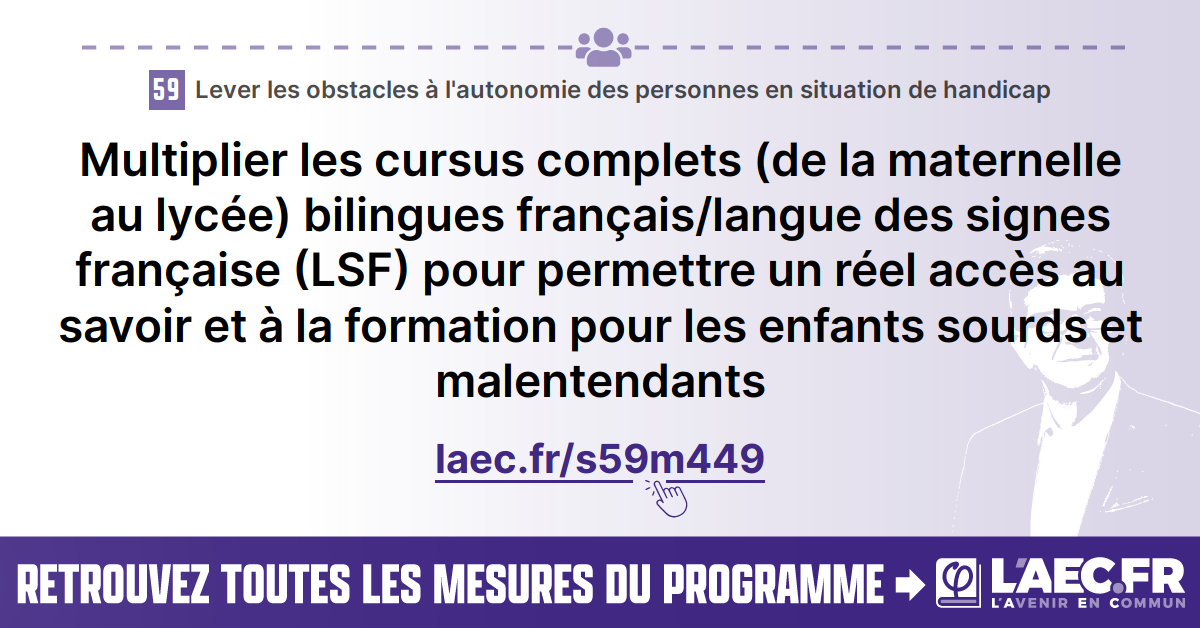 59 Lever les obstacles à l'autonomie des personnes en situation de handicap
Multiplier les cursus complets (de la maternelle
au lycée) bilingues français/langue des signes
française (LSF) pour permettre un réel accès au
savoir et à la formation pour les enfants sourds et
malentendants
laec.fr/s59m449
RETROUVEZ TOUTES LES MESURES DU PROGRAMME
L'AEC.FR
L'AVENIR EN COMMUN